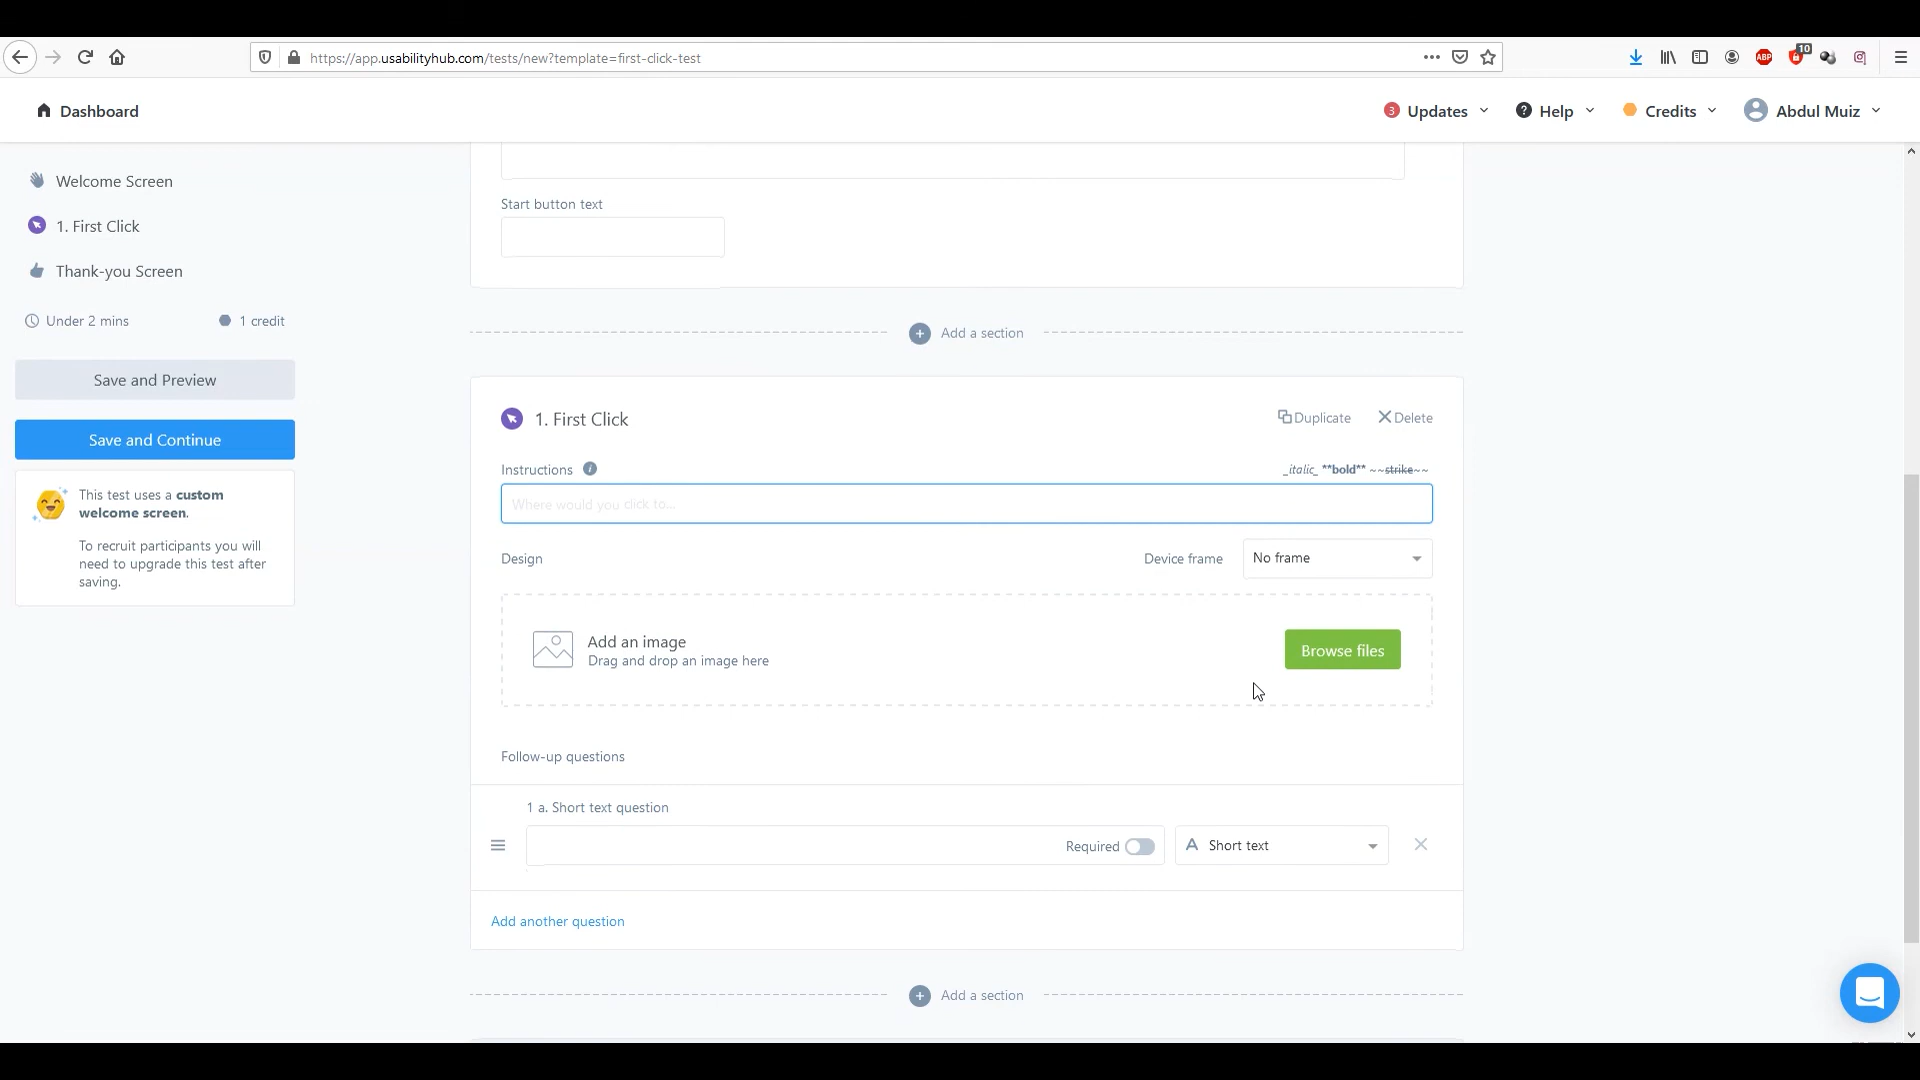 https://app.usabilityhub.com/tests/new?template=first-click-test
ABP
10
Dashboard
3 Updates
Help
Credits
Abdul Muiz
Welcome Screen
1. First Click
Thank-you Screen
Under 2 mins
1 credit
Save and Preview
Save and Continue
This test uses a custom
welcome screen.
To recruit participants you will
need to upgrade this test after
saving.
Start button text
Add a section
1. First Click
Duplicate
Delete
Instructions
_italic_ **bold** ~~strike~~
Where would you click to...
Design
Device frame
No frame
Add an image
Drag and drop an image here
Browse files
Follow-up questions
1 a. Short text question
Required
A Short text
Add another question
Add a section